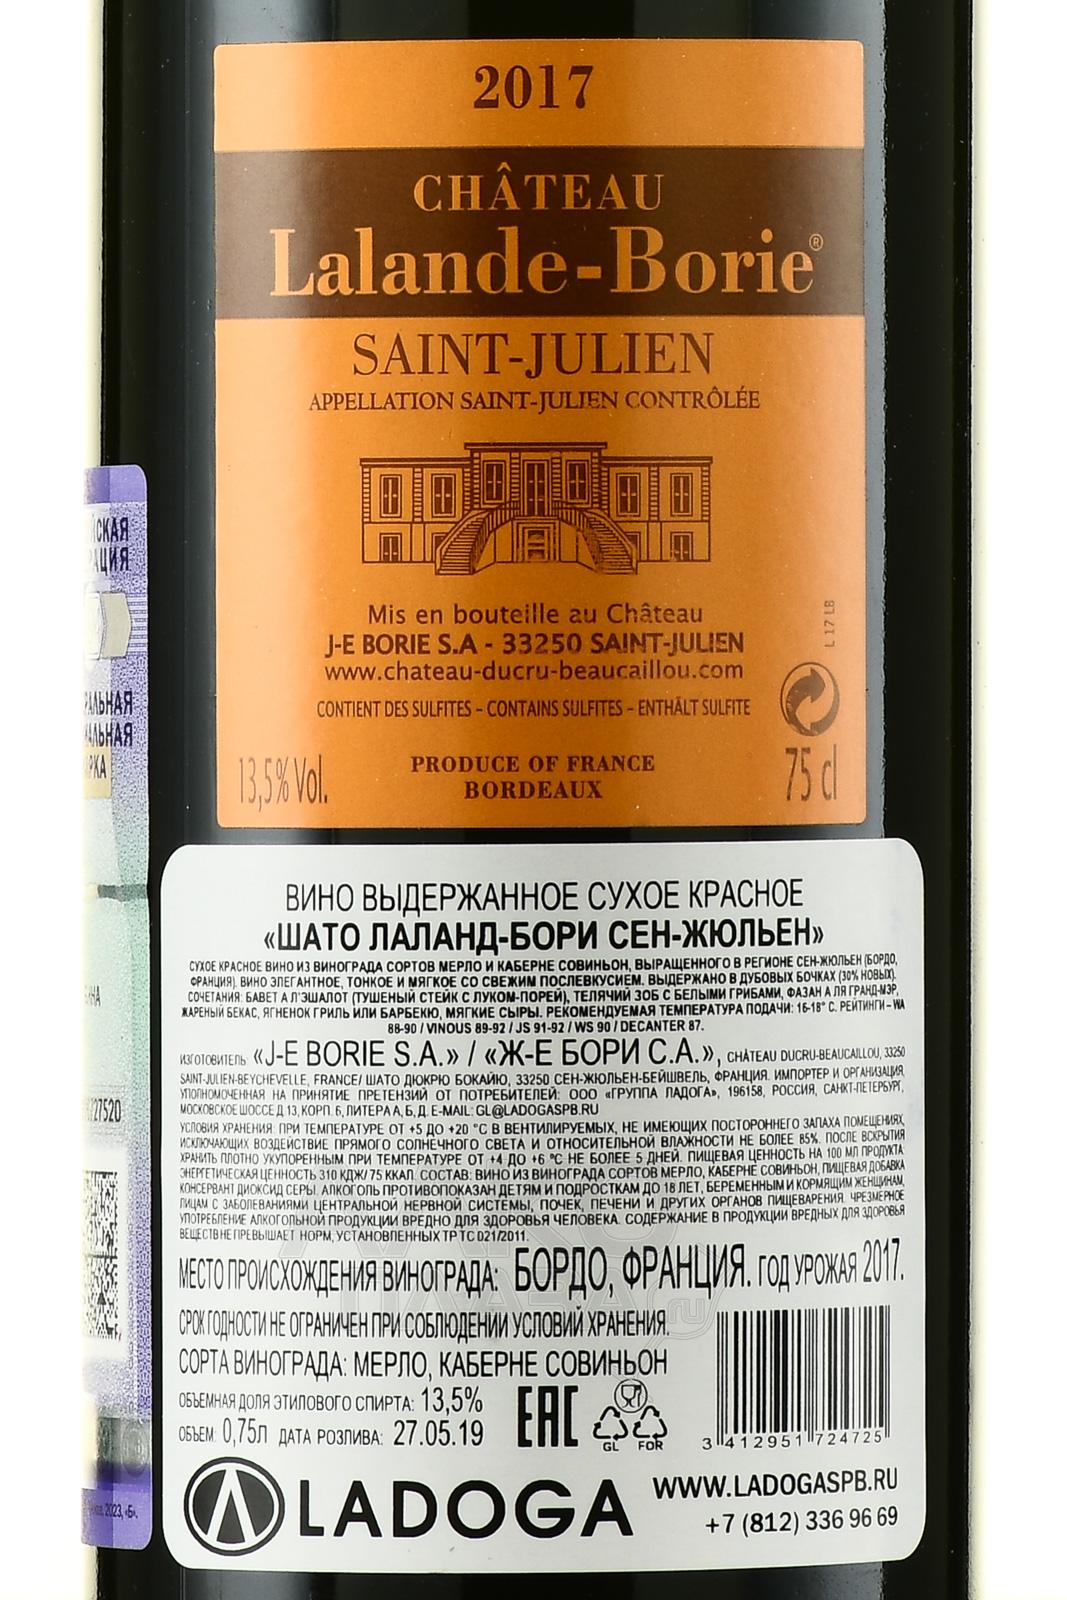 2017
CHÂTEAU
Lalande-Borie®
SAINT-JULIEN
APPELLATION SAINT-JULIEN CONTRÔLÉE
Mis en bouteille au Château
J-E BORIE S.A - 33250 SAINT-JULIEN
www.chateau-ducru-beaucaillou.com
L 17 LB
CONTIENT DES SULFITES - CONTAINS SULFITES - ENTHÄLT SULFITE
13,5% Vol.
PRODUCE OF FRANCE
BORDEAUX
75 cl
СКАЯ
АЦИЯ
РАЛЬНАЯ
АЛЬНАЯ
РКА
227520
2023, «Б».
ВИНО ВЫДЕРЖАННОЕ СУХОЕ КРАСНОЕ
«ШАТО ЛАЛАНД-БОРИ СЕН-ЖЮЛЬЕН»
СУХОЕ КРАСНОЕ ВИНО ИЗ ВИНОГРАДА СОРТОВ МЕРЛО И КАБЕРНЕ СОВИНЬОН, ВЫРАЩЕННОГО В РЕГИОНЕ СЕН-ЖЮЛЬЕН (БОРДО,
ФРАНЦИЯ). ВИНО ЭЛЕГАНТНОЕ, ТОНКОЕ И МЯГКОЕ СО СВЕЖИМ ПОСЛЕВКУСИЕМ. ВЫДЕРЖАНО В ДУБОВЫХ БОЧКАХ (30% НОВЫХ).
СОЧЕТАНИЯ: БАВЕТ А Л'ЭШАЛОТ (ТУШЕНЫЙ СТЕЙК С ЛУКОМ-ПОРЕЙ), ТЕЛЯЧИЙ ЗОБ С БЕЛЫМИ ГРИБАМИ, ФАЗАН А ЛЯ ГРАНД-МЭР,
ЖАРЕНЫЙ БЕКАС, ЯГНЕНОК ГРИЛЬ ИЛИ БАРБЕКЮ, МЯГКИЕ СЫРЫ. РЕКОМЕНДУЕМАЯ ТЕМПЕРАТУРА ПОДАЧИ: 16-18° С. РЕЙТИНГИ – WA
88-90 / VINOUS 89-92 / JS 91-92 / WS 90 / DECANTER 87.
ИЗГОТОВИТЕЛЬ «J-E BORIE S.A.» / «Ж-Е БОРИ С.А.», CHÂTEAU DUCRU-BEAUCAILLOU, 33250
SAINT-JULIEN-BEYCHEVELLE, FRANCE/ ШАТО ДЮКРЮ БОКАЙЮ, 33250 СЕН-ЖЮЛЬЕН-БЕЙШВЕЛЬ, ФРАНЦИЯ. ИМПОРТЕР И ОРГАНИЗАЦИЯ,
УПОЛНОМОЧЕННАЯ НА ПРИНЯТИЕ ПРЕТЕНЗИЙ ОТ ПОТРЕБИТЕЛЕЙ: ООО «ГРУППА ЛАДОГА», 196158, РОССИЯ, САНКТ-ПЕТЕРБУРГ,
МОСКОВСКОЕ ШОССЕ Д 13, КОРП. 6, ЛИТЕРА А, Б, Д. E-MAIL: GL@LADOGASPB.RU
УСЛОВИЯ ХРАНЕНИЯ: ПРИ ТЕМПЕРАТУРЕ ОТ +5 ДО +20 °С В ВЕНТИЛИРУЕМЫХ, НЕ ИМЕЮЩИХ ПОСТОРОННЕГО ЗАПАХА ПОМЕЩЕНИЯХ,
ИСКЛЮЧАЮЩИХ ВОЗДЕЙСТВИЕ ПРЯМОГО СОЛНЕЧНОГО СВЕТА И ОТНОСИТЕЛЬНОЙ ВЛАЖНОСТИ НЕ БОЛЕЕ 85%. ПОСЛЕ ВСКРЫТИЯ
ХРАНИТЬ ПЛОТНО УКУПОРЕННЫМ ПРИ ТЕМПЕРАТУРЕ ОТ +4 ДО +6 °С НЕ БОЛЕЕ 5 ДНЕЙ. ПИЩЕВАЯ ЦЕННОСТЬ НА 100 МЛ ПРОДУКТА:
ЭНЕРГЕТИЧЕСКАЯ ЦЕННОСТЬ 310 КДЖ/ 75 ККАЛ. СОСТАВ: ВИНО ИЗ ВИНОГРАДА СОРТОВ МЕРЛО, КАБЕРНЕ СОВИНЬОН, ПИЩЕВАЯ ДОБАВКА
КОНСЕРВАНТ ДИОКСИД СЕРЫ. АЛКОГОЛЬ ПРОТИВОПОКАЗАН ДЕТЯМ И ПОДРОСТКАМ ДО 18 ЛЕТ, БЕРЕМЕННЫМ И КОРМЯЩИМ ЖЕНЩИНАМ,
ЛИЦАМ С ЗАБОЛЕВАНИЯМИ ЦЕНТРАЛЬНОЙ НЕРВНОЙ СИСТЕМЫ, ПОЧЕК, ПЕЧЕНИ И ДРУГИХ ОРГАНОВ ПИЩЕВАРЕНИЯ. ЧРЕЗМЕРНОЕ
УПОТРЕБЛЕНИЕ АЛКОГОЛЬНОЙ ПРОДУКЦИИ ВРЕДНО ДЛЯ ЗДОРОВЬЯ ЧЕЛОВЕКА. СОДЕРЖАНИЕ В ПРОДУКЦИИ ВРЕДНЫХ ДЛЯ ЗДОРОВЬЯ
ВЕЩЕСТВ НЕ ПРЕВЫШАЕТ НОРМ, УСТАНОВЛЕННЫХ ТР ТС 021/2011.
МЕСТО ПРОИСХОЖДЕНИЯ ВИНОГРАДА: БОРДО, ФРАНЦИЯ. ГОД УРОЖАЯ 2017.
СРОК ГОДНОСТИ НЕ ОГРАНИЧЕН ПРИ СОБЛЮДЕНИИ УСЛОВИЙ ХРАНЕНИЯ.
СОРТА ВИНОГРАДА: МЕРЛО, КАБЕРНЕ СОВИНЬОН
ОБЪЕМНАЯ ДОЛЯ ЭТИЛОВОГО СПИРТА: 13,5%
ОБЪЕМ: 0,75Л ДАТА РОЗЛИВА: 27.05.19
EAC
GL FOR
3 412951 724725
LADOGA
WWW.LADOGASPB.RU
+7 (812) 336 96 69